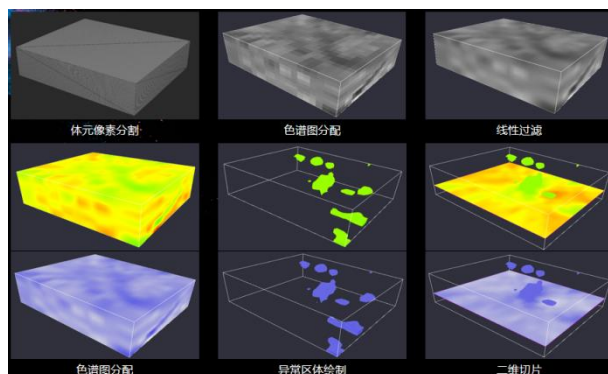 体元像素分割
色谱图分配
线性过滤
色谱图分配
异常区体绘制
二维切片